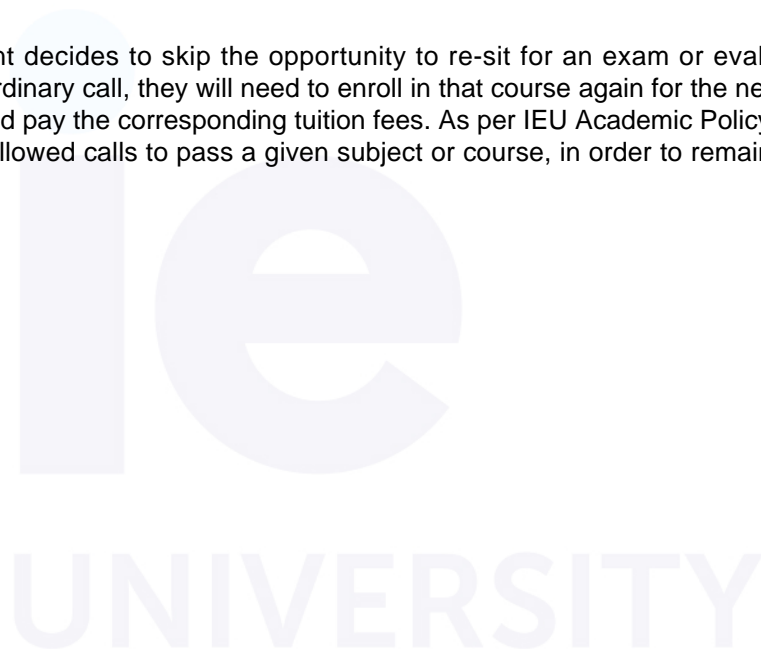 nt decides to skip the opportunity to re-sit for an exam or eval
rdinary call, they will need to enroll in that course again for the ne
d pay the corresponding tuition fees. As per IEU Academic Policy
llowed calls to pass a given subject or course, in order to remain
ie
UNIVERSITY